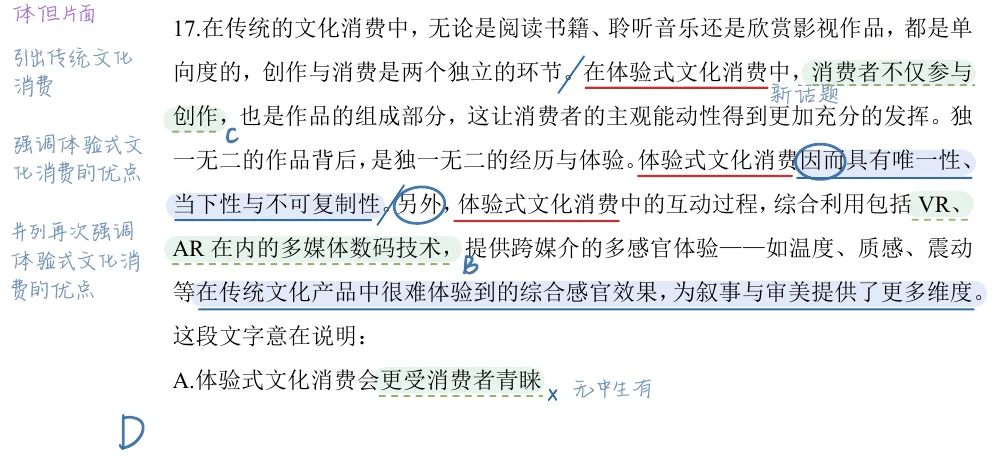 体但片面
引出传统文化
消费
强调体验式文
化消费的优点
并列再次强调
体验式文化消
费的优点
17.在传统的文化消费中，无论是阅读书籍、聆听音乐还是欣赏影视作品，都是单
向度的，创作与消费是两个独立的环节。在体验式文化消费中，消费者不仅参与
新话题
创作，也是作品的组成部分，这让消费者的主观能动性得到更加充分的发挥。独
C
一无二的作品背后，是独一无二的经历与体验。体验式文化消费因而具有唯一性、
当下性与不可复制性。另外，体验式文化消费中的互动过程，综合利用包括 VR、
AR 在内的多媒体数码技术，提供跨媒介的多感官体验——如温度、质感、震动
B
等在传统文化产品中很难体验到的综合感官效果，为叙事与审美提供了更多维度。
这段文字意在说明：
A.体验式文化消费会更受消费者青睐
x 无中生有
D